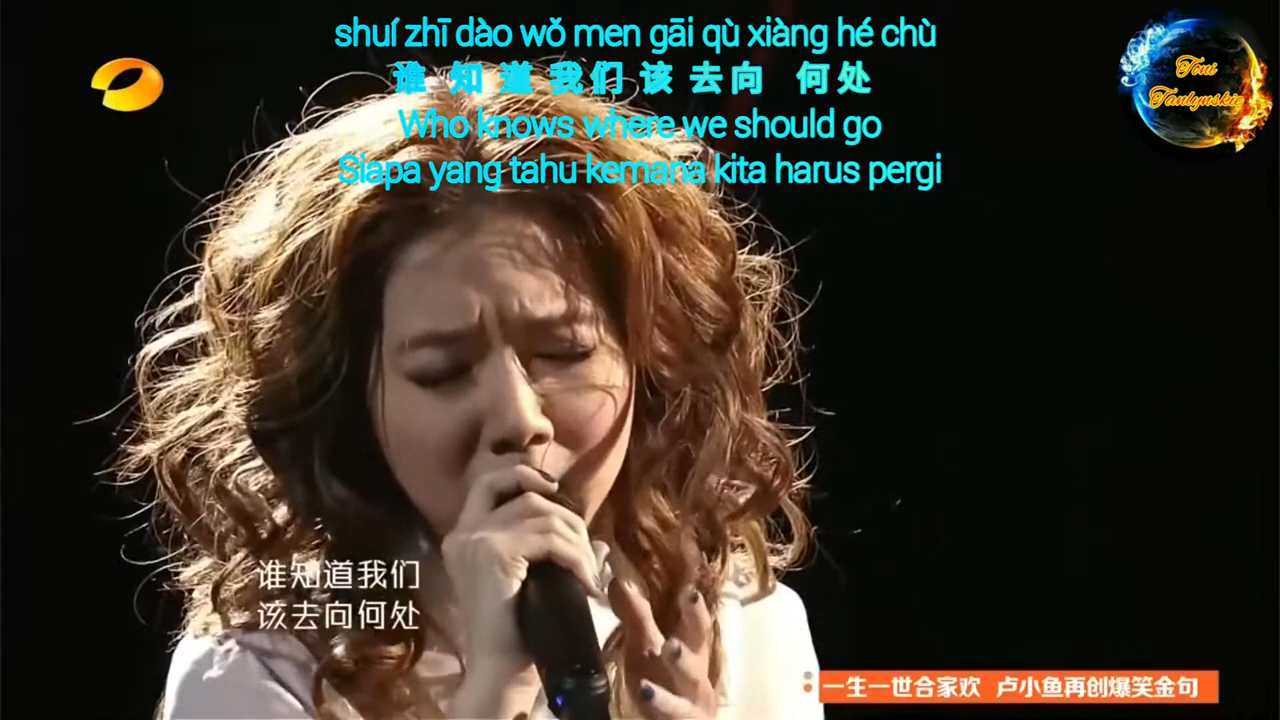 shuí zhī dào wǒ men gāi qù xiàng hé chù
谁 知 道 我 们 该 去 向 何 处
Who knows where we should go
Siapa yang tahu kemana kita harus pergi
Toni
Tanlynskie
谁知道我们
该去向何处
一生一世合家欢 卢小鱼再创爆笑金句